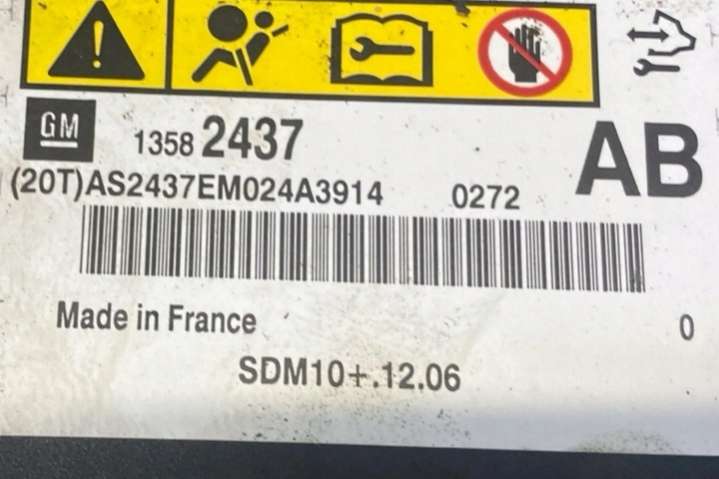 GM 1358 2437 AB
(20T)AS2437EM024A3914 0272
Made in France 0
SDM10+.12.06